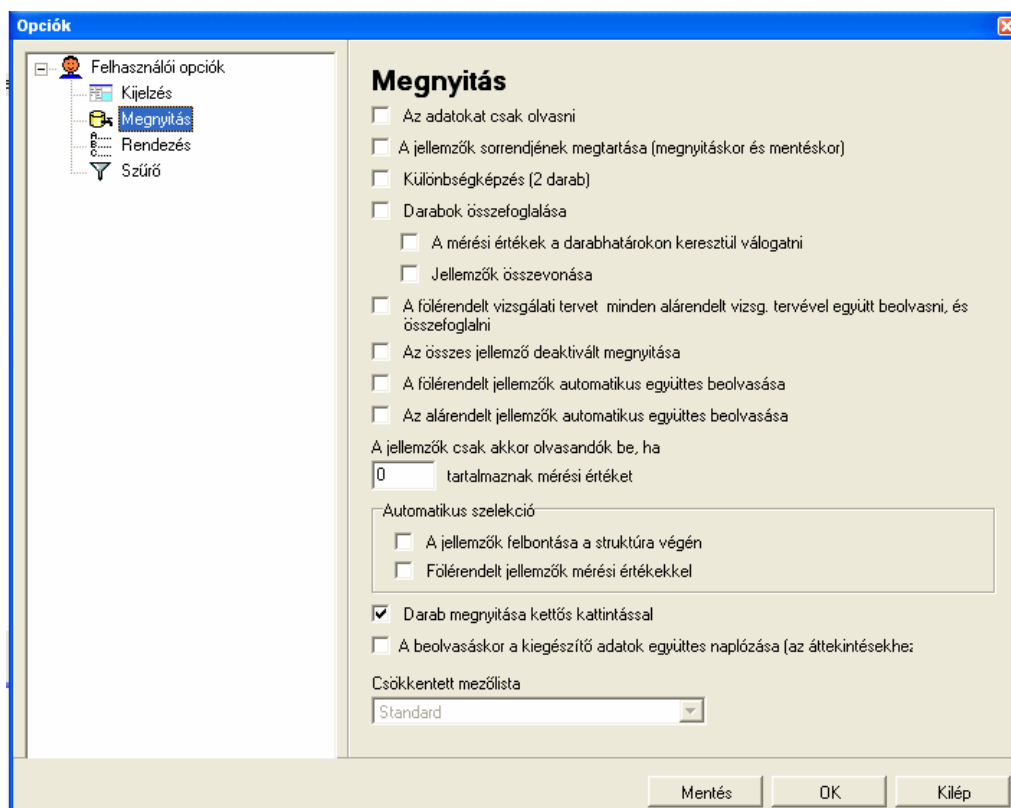 Opciók
Felhasználói opciók
Kijelzés
Megnyitás
Rendezés
Szűrő
Megnyitás
Az adatokat csak olvasni
A jellemzők sorrendjének megtartása (megnyitáskor és mentéskor)
Különbségképzés (2 darab)
Darabok összefoglalása
A mérési értékek a darabhatárokon keresztül válogatni
Jellemzők összevonása
A fölérendelt vizsgálati tervet minden alárendelt vizsg. tervével együtt beolvasni, és
összefoglalni
Az összes jellemző deaktivált megnyitása
A fölérendelt jellemzők automatikus együttes beolvasása
Az alárendelt jellemzők automatikus együttes beolvasása
A jellemzők csak akkor olvasandók be, ha
0 tartalmaznak mérési értéket
Automatikus szelekció
A jellemzők felbontása a struktúra végén
Fölérendelt jellemzők mérési értékekkel
Darab megnyitása kettős kattintással
A beolvasáskor a kiegészítő adatok együttes naplózása (az áttekintésekhez
Csökkentett mezőlista
Standard
Mentés OK Kilép